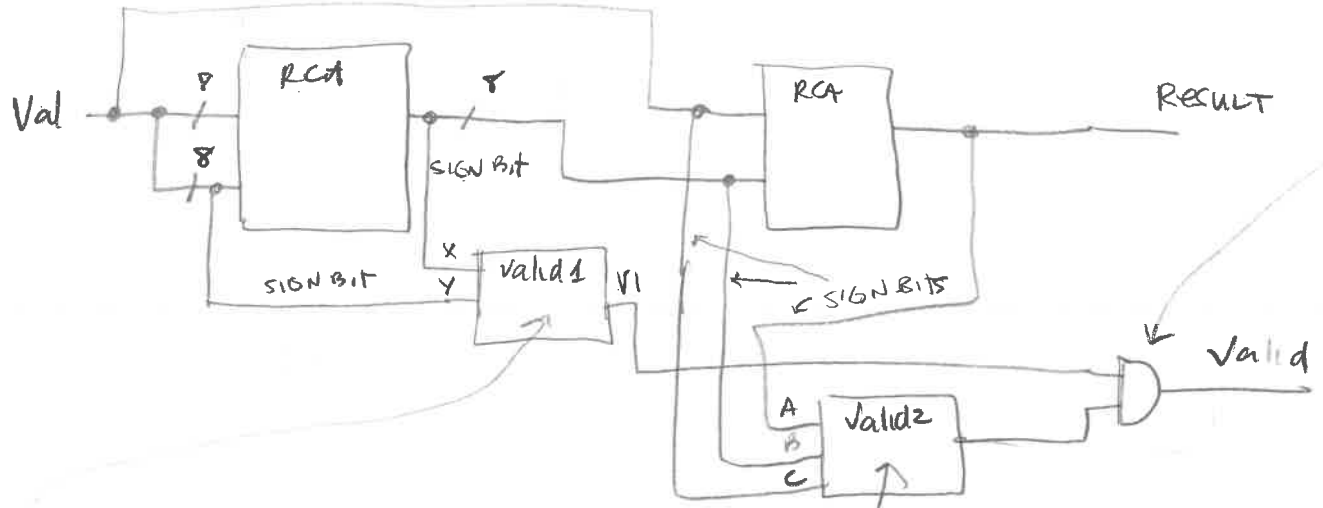 Val
8
8
RCA
8
SIGN BIT
SIGN BIT
X
Y
Valid1
V1
RCA
RESULT
SIGN BITS
A
B
C
Valid2
Valid